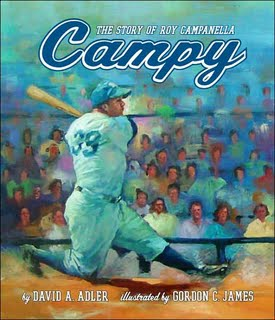 THE STORY OF ROY CAMPANELLA
Campy
by DAVID A. ADLER illustrated by GORDON C. JAMES